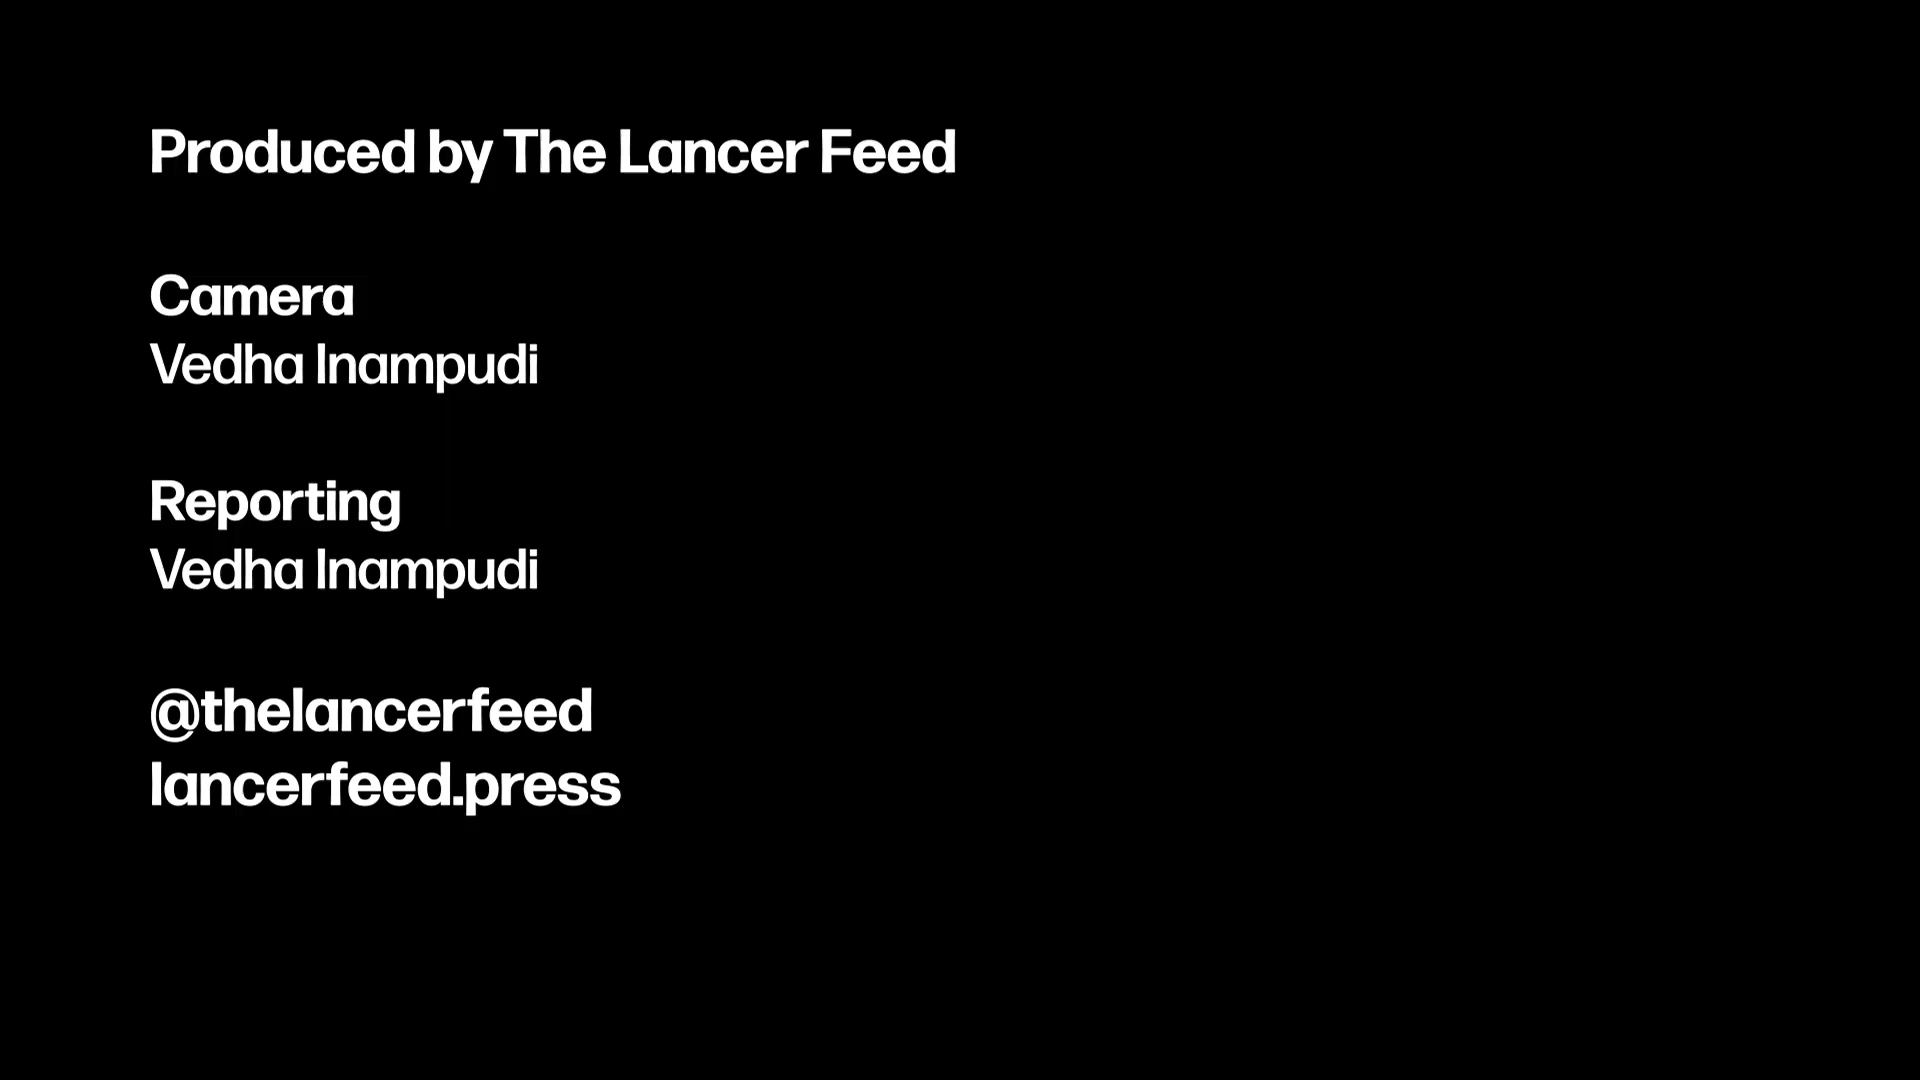 Produced by The Lancer Feed
Camera
Vedha Inampudi
Reporting
Vedha Inampudi
@thelancerfeed
lancerfeed.press